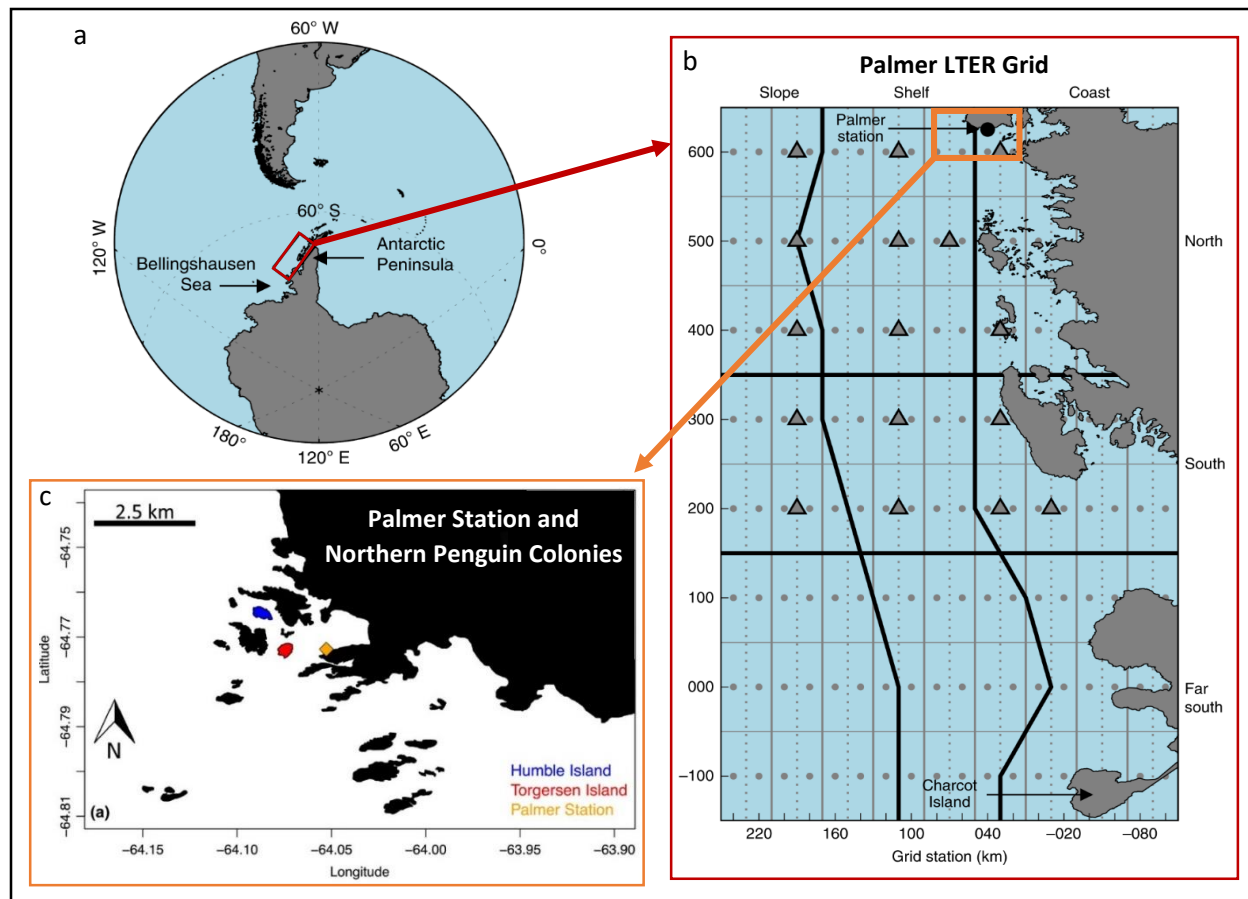 a
60° W
60° S
120° W
0°
Antarctic
Peninsula
Bellingshausen
Sea
180°
60° E
120° E
b
Palmer LTER Grid
Slope
Shelf
Coast
Palmer
station
600
500
400
300
200
100
000
−100
North
South
Far
south
Charcot
Island
220
160
100
040
−020
−080
Grid station (km)
c
2.5 km
Palmer Station and
Northern Penguin Colonies
−64.75
−64.77
−64.79
−64.81
Latitude
N
(a)
Humble Island
Torgersen Island
Palmer Station
−64.15
−64.10
−64.05
−64.00
−63.95
−63.90
Longitude